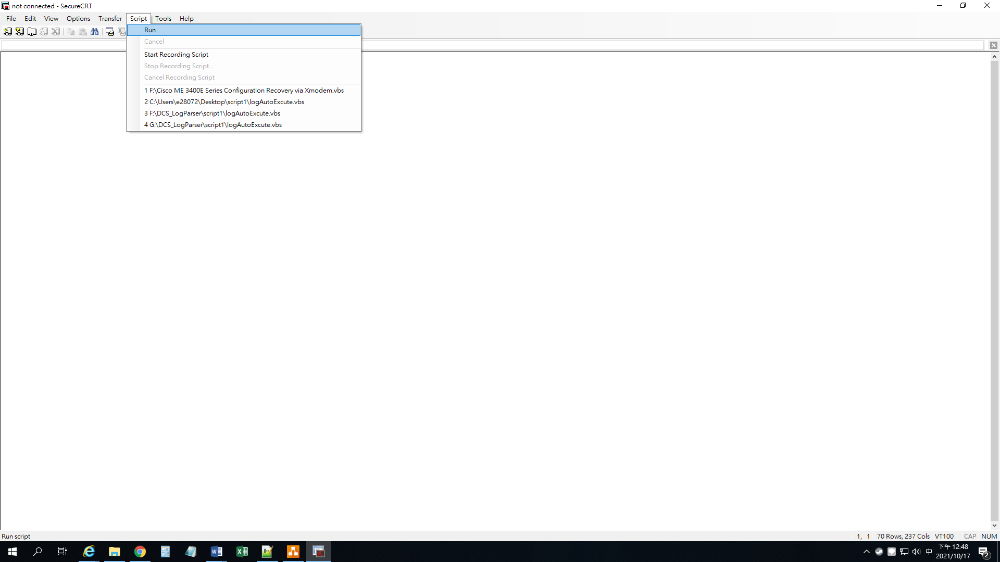 not connected - SecureCRT
File Edit View Options Transfer Script Tools Help
Run...
Cancel
Start Recording Script
Stop Recording Script...
Cancel Recording Script
1 F:\Cisco ME 3400E Series Configuration Recovery via Xmodem.vbs
2 C:\Users\e28072\Desktop\script1\logAutoExcute.vbs
3 F:\DCS_LogParser\script1\logAutoExcute.vbs
4 G:\DCS_LogParser\script1\logAutoExcute.vbs
Run script 1, 1 70 Rows, 237 Cols VT100 CAP NUM
中 下午 12:48
2021/10/17 2